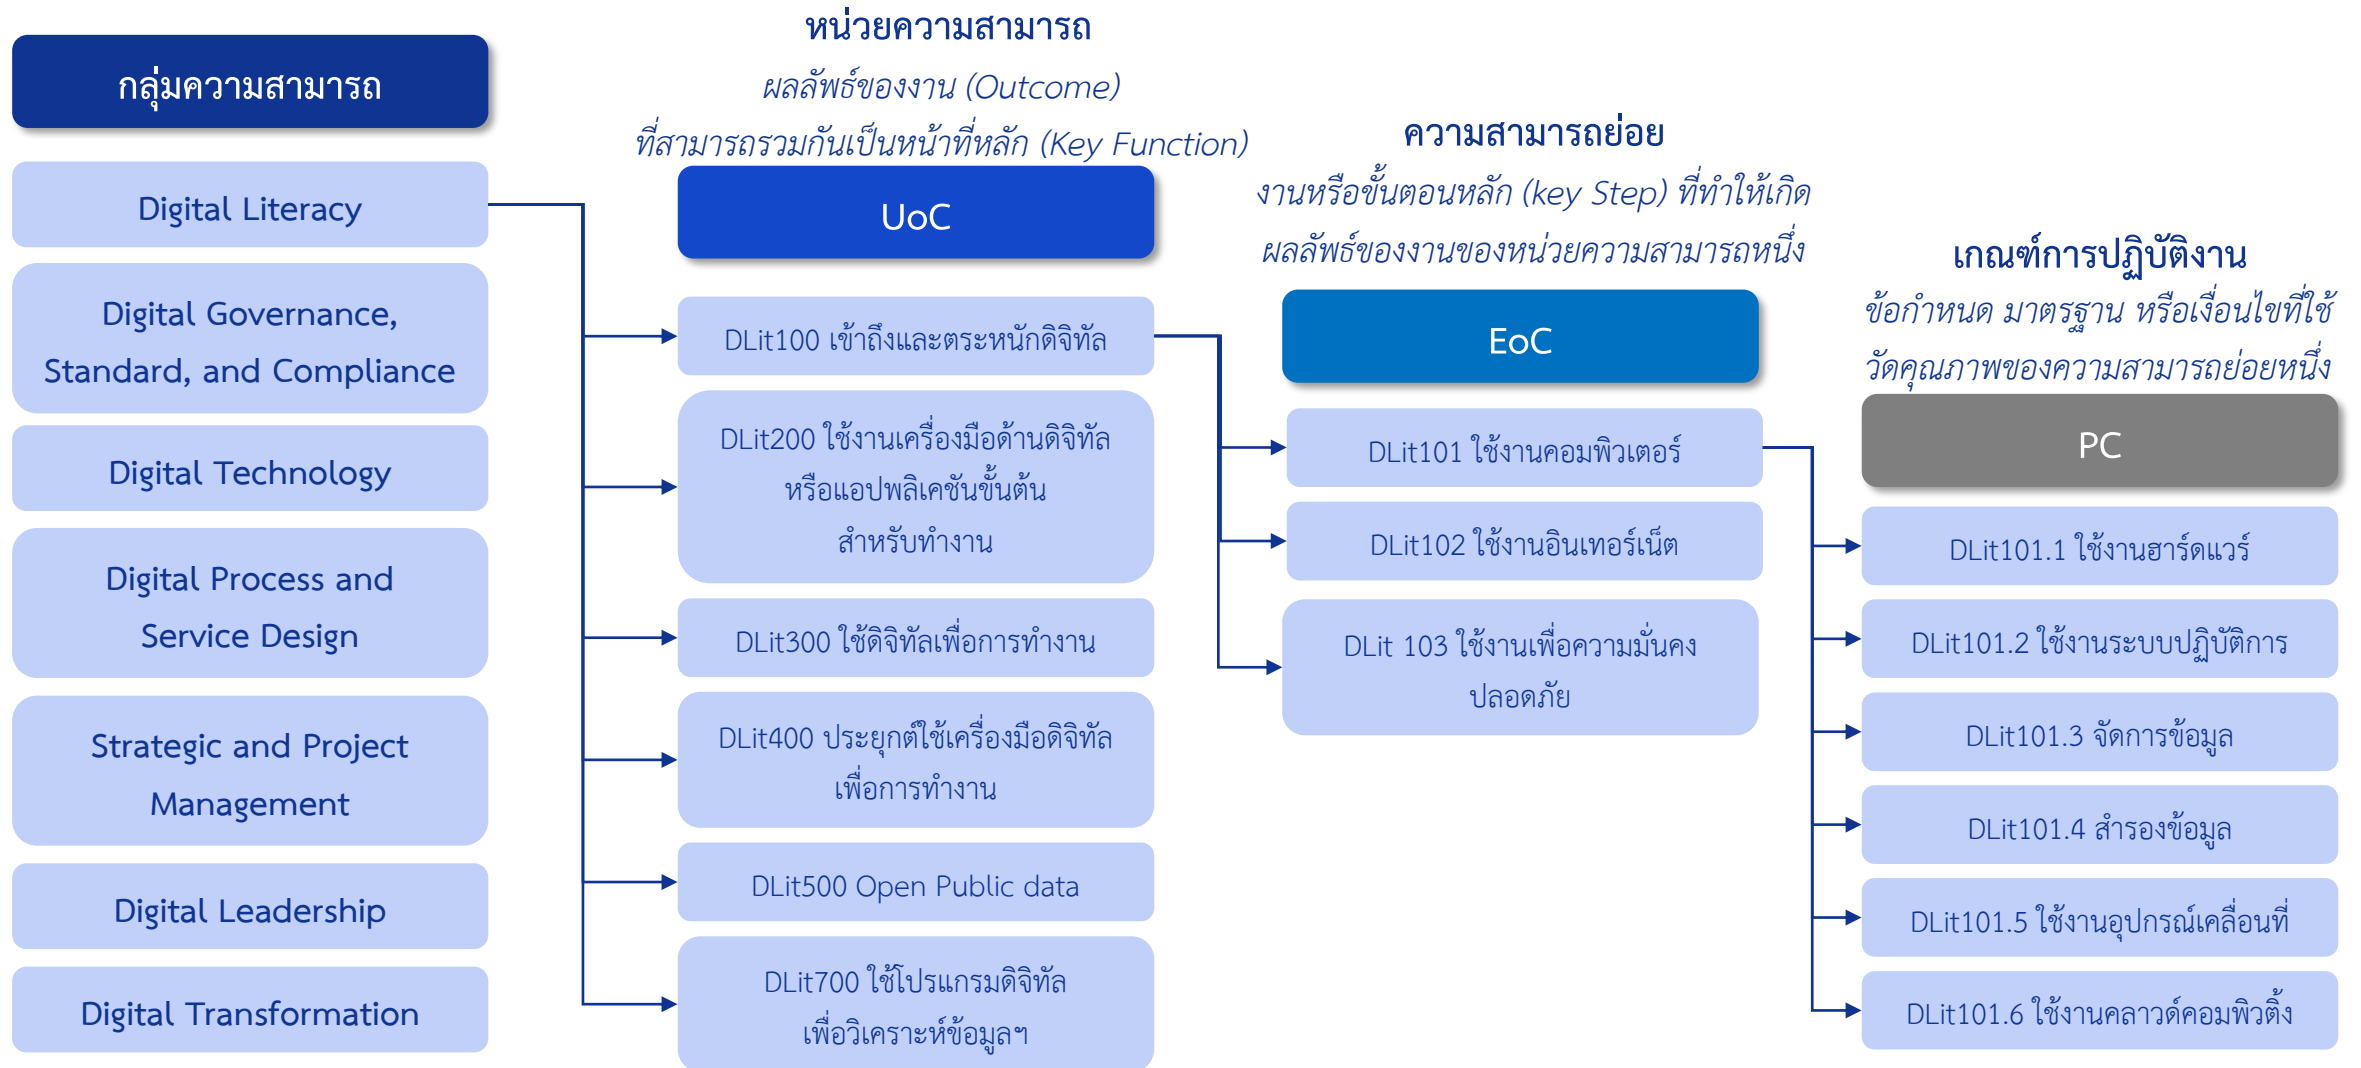 กลุ่มความสามารถ
Digital Literacy
Digital Governance,
Standard, and Compliance
Digital Technology
Digital Process and
Service Design
Strategic and Project
Management
Digital Leadership
Digital Transformation
หน่วยความสามารถ
ผลลัพธ์ของงาน (Outcome)
ที่สามารถรวมกันเป็นหน้าที่หลัก (Key Function)
UoC
DLit100 เข้าถึงและตระหนักดิจิทัล
DLit200 ใช้งานเครื่องมือด้านดิจิทัล
หรือแอปพลิเคชันขั้นต้น
สำหรับทำงาน
DLit300 ใช้ดิจิทัลเพื่อการทำงาน
DLit400 ประยุกต์ใช้เครื่องมือดิจิทัล
เพื่อการทำงาน
DLit500 Open Public data
DLit700 ใช้โปรแกรมดิจิทัล
เพื่อวิเคราะห์ข้อมูลฯ
ความสามารถย่อย
งานหรือขั้นตอนหลัก (key Step) ที่ทำให้เกิด
ผลลัพธ์ของงานของหน่วยความสามารถหนึ่ง
EoC
DLit101 ใช้งานคอมพิวเตอร์
DLit102 ใช้งานอินเทอร์เน็ต
DLit 103 ใช้งานเพื่อความมั่นคง
ปลอดภัย
เกณฑ์การปฏิบัติงาน
ข้อกำหนด มาตรฐาน หรือเงื่อนไขที่ใช้
วัดคุณภาพของความสามารถย่อยหนึ่ง
PC
DLit101.1 ใช้งานฮาร์ดแวร์
DLit101.2 ใช้งานระบบปฏิบัติการ
DLit101.3 จัดการข้อมูล
DLit101.4 สำรองข้อมูล
DLit101.5 ใช้งานอุปกรณ์เคลื่อนที่
DLit101.6 ใช้งานคลาวด์คอมพิวติ้ง